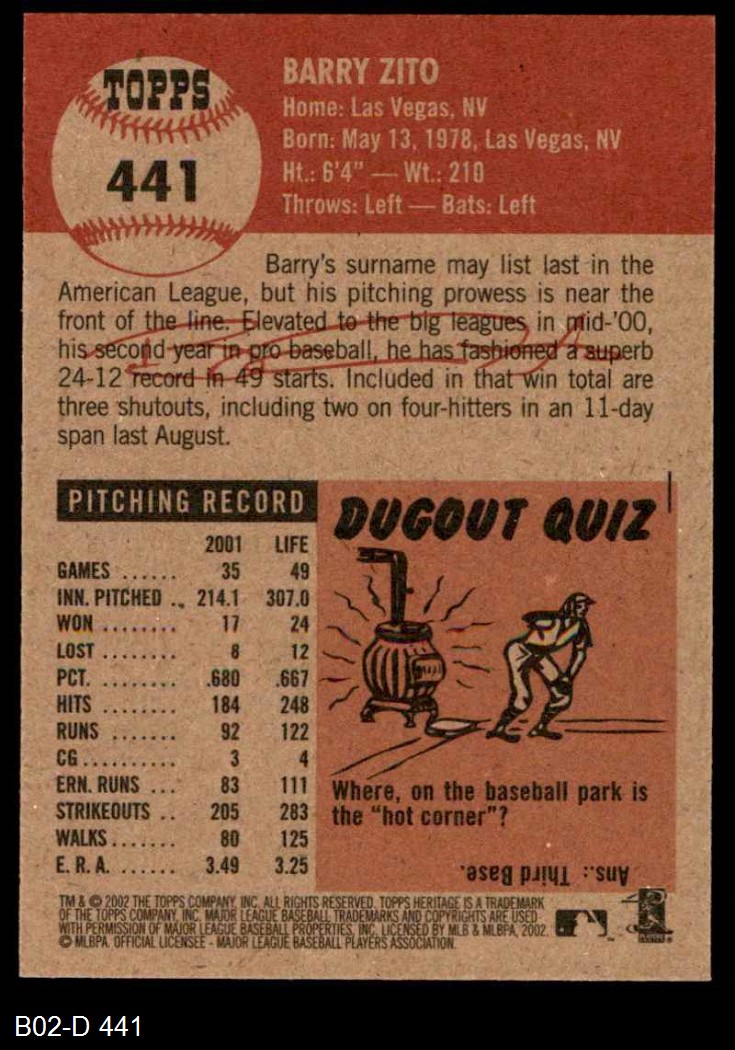 TOPPS
441
BARRY ZITO
Home: Las Vegas, NV
Born: May 13, 1978, Las Vegas, NV
Ht.: 6'4" — Wt.: 210
Throws: Left — Bats: Left
Barry's surname may list last in the
American League, but his pitching prowess is near the
front of the line. Elevated to the big leagues in mid-'00,
his second year in pro baseball, he has fashioned a superb
24-12 record in 49 starts. Included in that win total are
three shutouts, including two on four-hitters in an 11-day
span last August.
PITCHING RECORD
2001 LIFE
GAMES ...... 35 49
INN. PITCHED .. 214.1 307.0
WON ........ 17 24
LOST ........ 8 12
PCT. ........ .680 .667
HITS ........ 184 248
RUNS ....... 92 122
CG .......... 3 4
ERN. RUNS ... 83 111
STRIKEOUTS .. 205 283
WALKS ....... 80 125
E. R. A. ...... 3.49 3.25
DUGOUT QUIZ
Where, on the baseball park is
the "hot corner"?
Ans.: Third Base.
TM & © 2002 THE TOPPS COMPANY, INC. ALL RIGHTS RESERVED. TOPPS HERITAGE IS A TRADEMARK
OF THE TOPPS COMPANY, INC. MAJOR LEAGUE BASEBALL TRADEMARKS AND COPYRIGHTS ARE USED
WITH PERMISSION OF MAJOR LEAGUE BASEBALL PROPERTIES, INC. LICENSED BY MLB & MLBPA, 2002.
© MLBPA. OFFICIAL LICENSEE - MAJOR LEAGUE BASEBALL PLAYERS ASSOCIATION.
B02-D 441